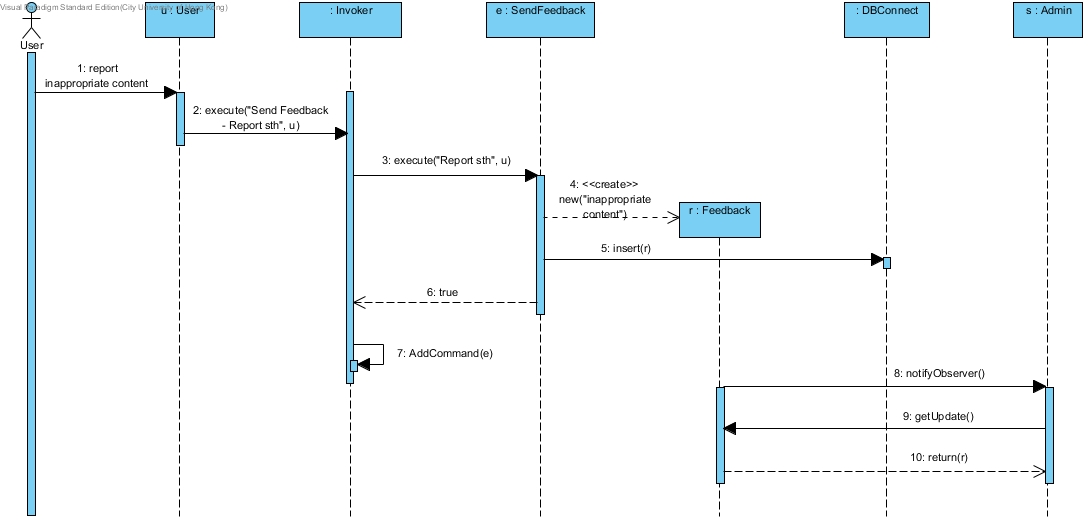 Visual Paradigm Standard Edition(City University of Hong Kong)
u : User
: Invoker
e : SendFeedback
: DBConnect
s : Admin
User
1: report
inappropriate content
2: execute("Send Feedback
- Report sth", u)
3: execute("Report sth", u)
4: <<create>>
new("inappropriate
content")
r : Feedback
5: insert(r)
6: true
7: AddCommand(e)
8: notifyObserver()
9: getUpdate()
10: return(r)